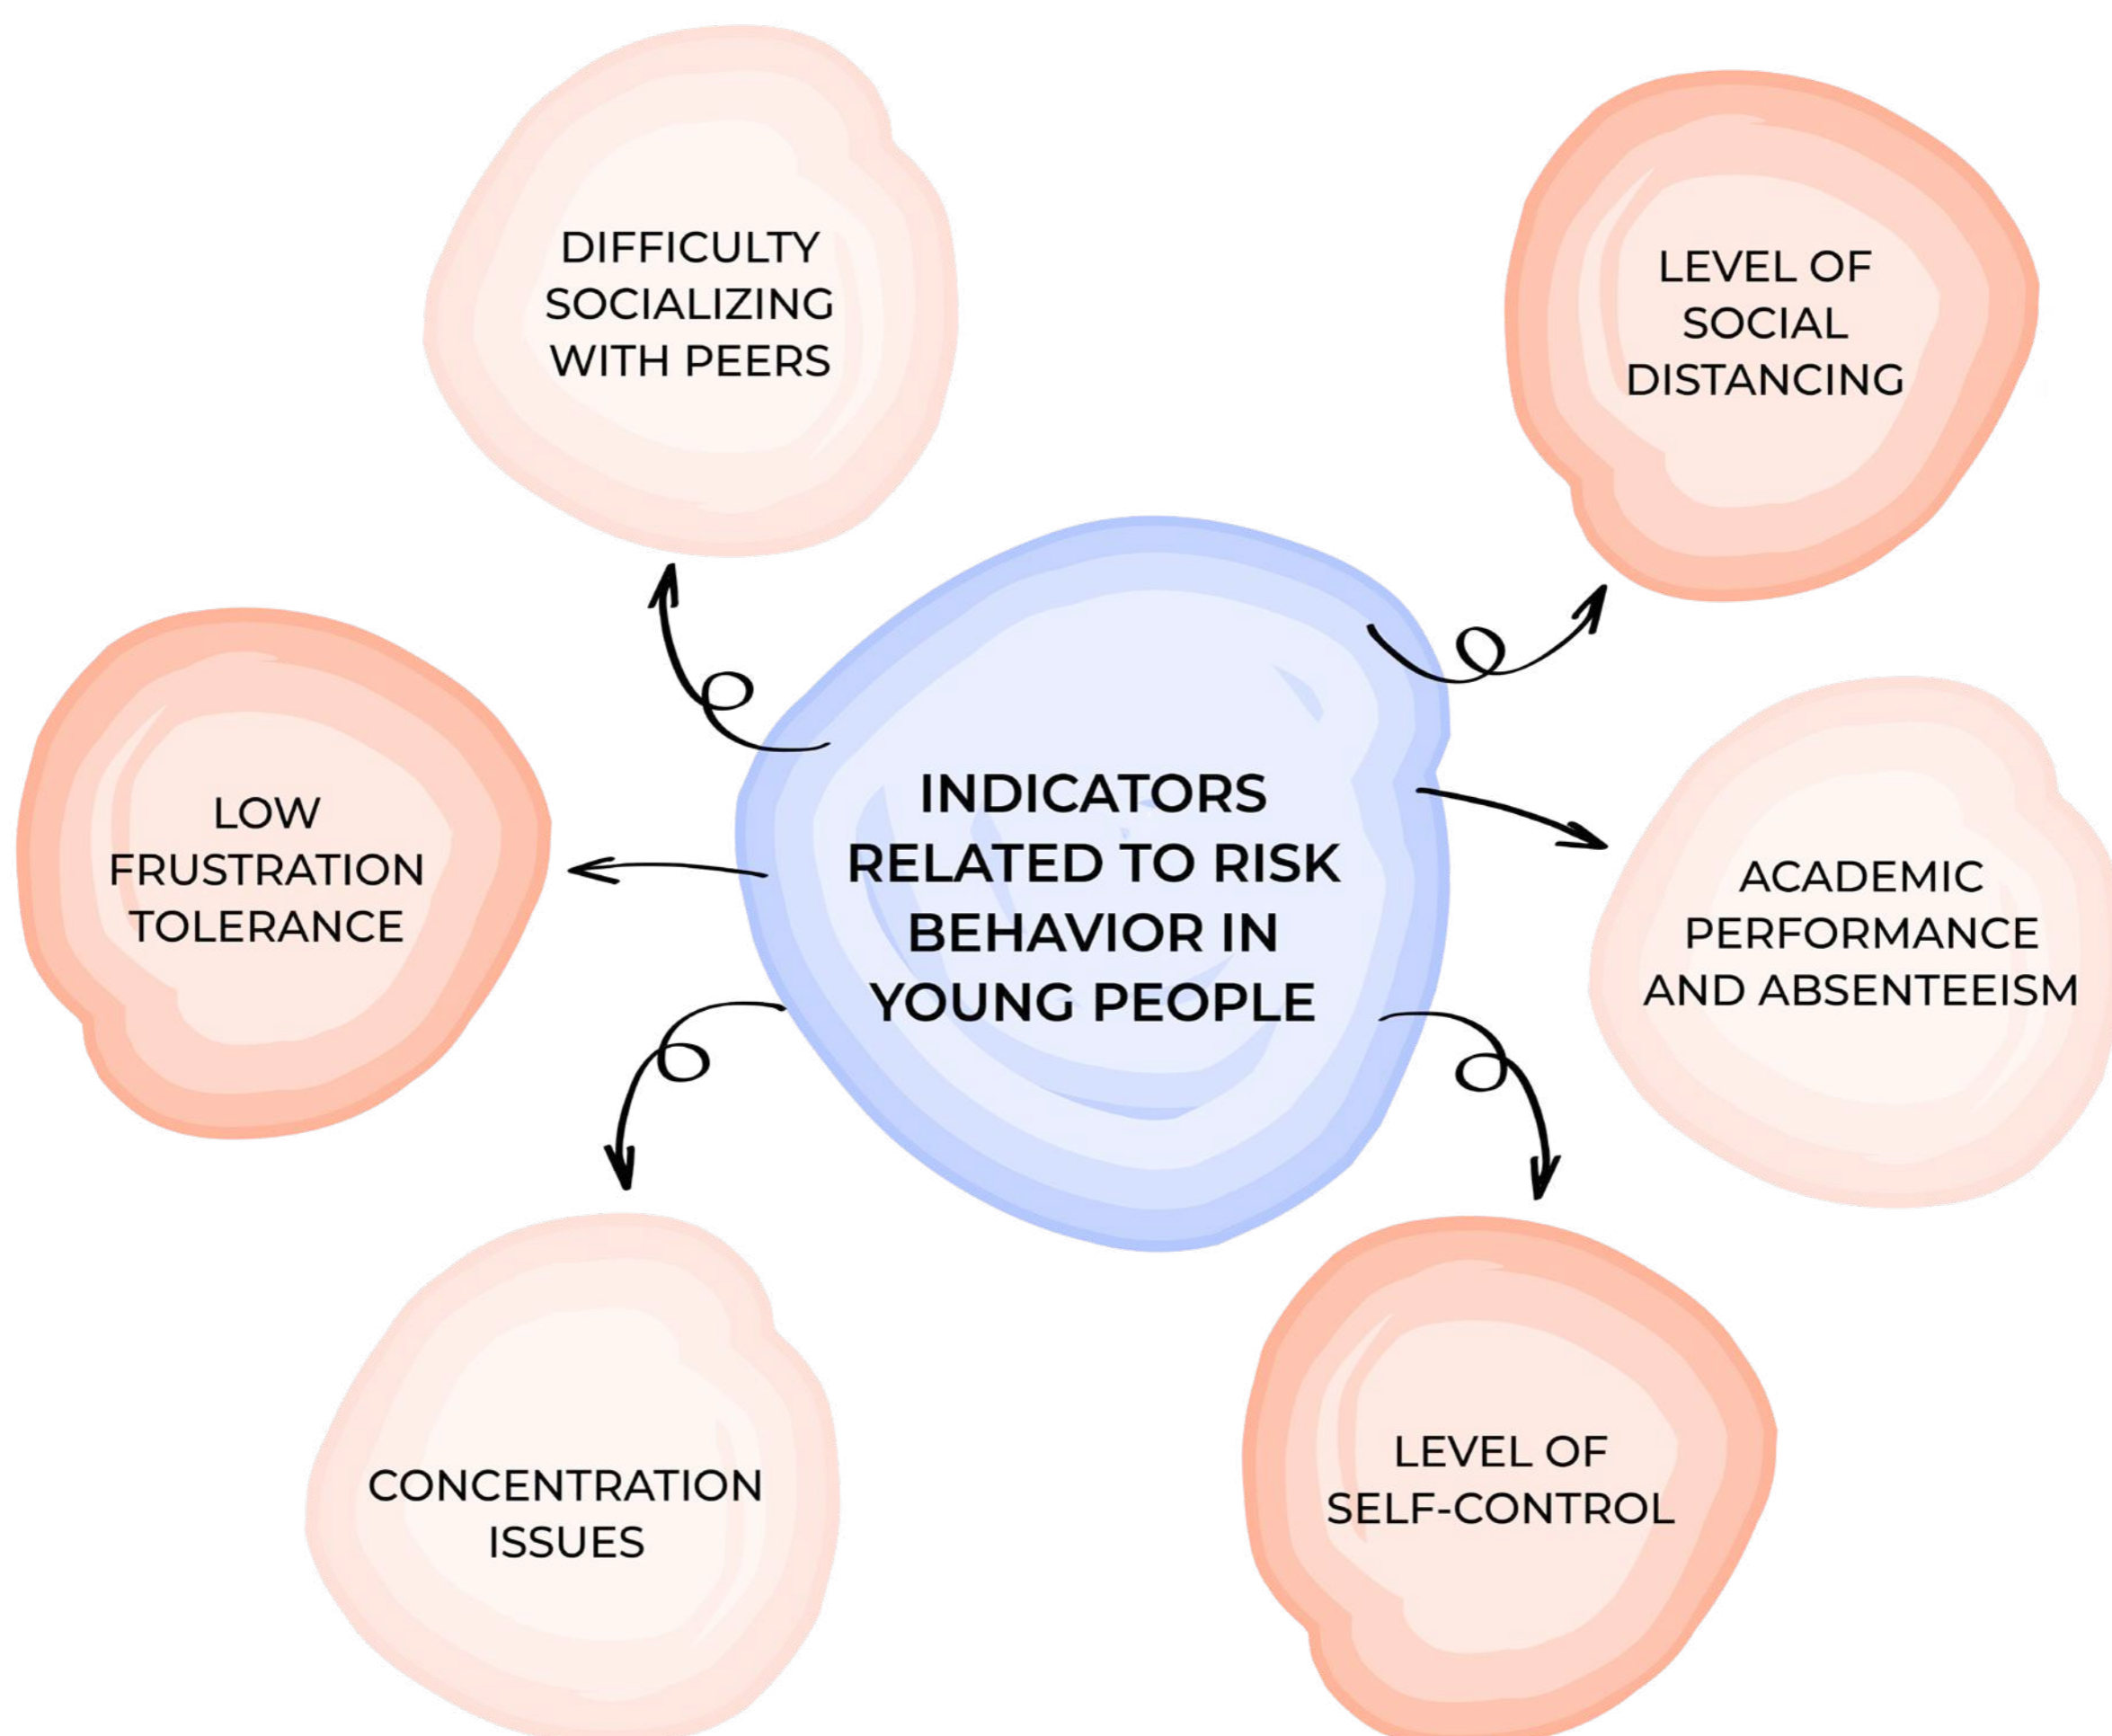 DIFFICULTY
SOCIALIZING
WITH PEERS
LEVEL OF
SOCIAL
DISTANCING
LOW
FRUSTRATION
TOLERANCE
INDICATORS
RELATED TO RISK
BEHAVIOR IN
YOUNG PEOPLE
ACADEMIC
PERFORMANCE
AND ABSENTEEISM
CONCENTRATION
ISSUES
LEVEL OF
SELF-CONTROL